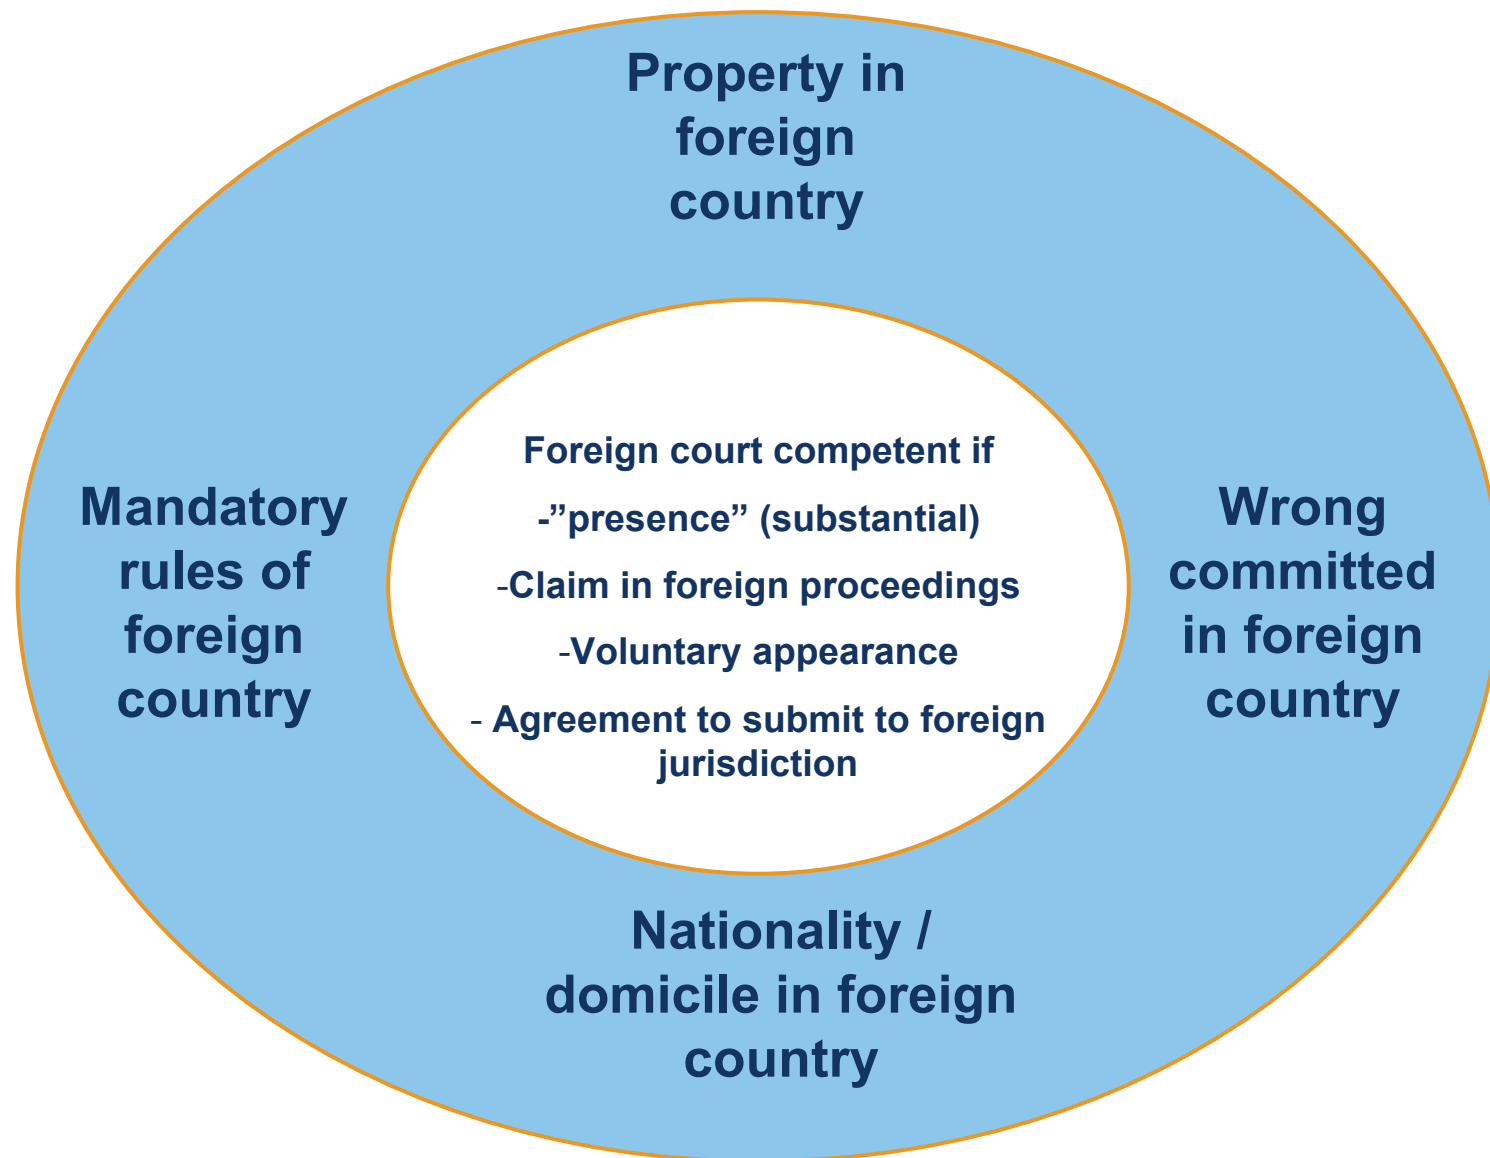 Property in
foreign
country
Foreign court competent if
-”presence” (substantial)
-Claim in foreign proceedings
-Voluntary appearance
- Agreement to submit to foreign
jurisdiction
Mandatory
rules of
foreign
country
Wrong
committed
in foreign
country
Nationality /
domicile in foreign
country